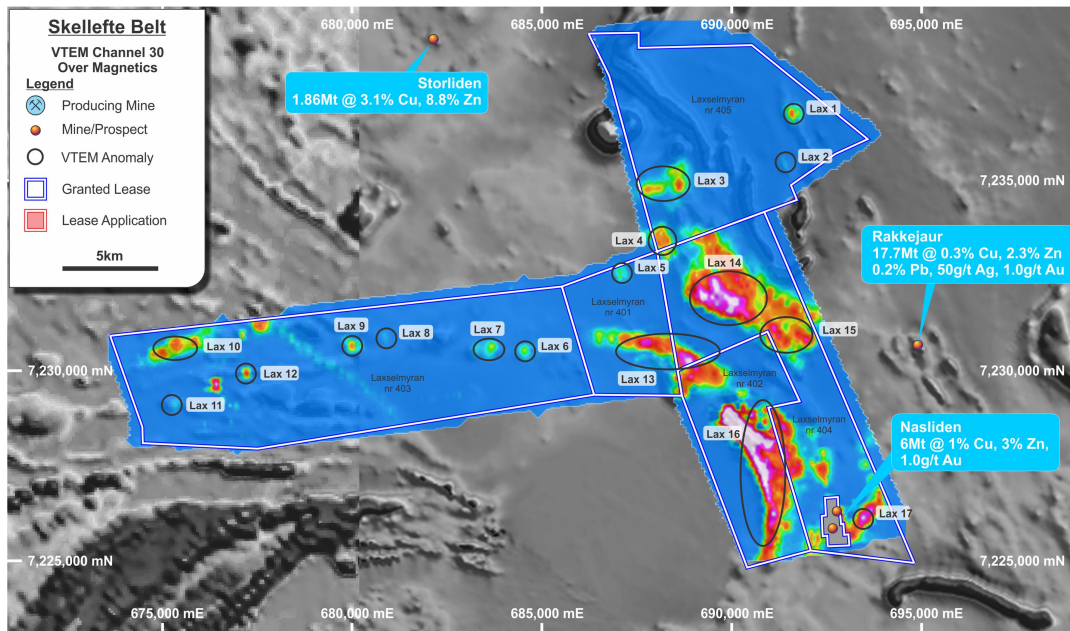 Skellefte Belt
VTEM Channel 30
Over Magnetics
Legend
Producing Mine
Mine/Prospect
VTEM Anomaly
Granted Lease
Lease Application
5km
680,000 mE
685,000 mE
690,000 mE
695,000 mE
Storliden
1.86Mt @ 3.1% Cu, 8.8% Zn
Laxselmyran
nr 405
Lax 1
Lax 2
Lax 3
7,235,000 mN
Lax 4
Lax 5
Lax 14
Rakkejaur
17.7Mt @ 0.3% Cu, 2.3% Zn
0.2% Pb, 50g/t Ag, 1.0g/t Au
Laxselmyran
nr 401
Lax 15
Lax 10
Lax 9
Lax 8
Lax 7
Lax 6
7,230,000 mN
Lax 12
Laxselmyran
nr 403
Lax 13
Laxselmyran
nr 402
7,230,000 mN
Lax 11
Lax 16
Laxselmyran
nr 404
Nasliden
6Mt @ 1% Cu, 3% Zn,
1.0g/t Au
Lax 17
7,225,000 mN
7,225,000 mN
675,000 mE
680,000 mE
685,000 mE
690,000 mE
695,000 mE